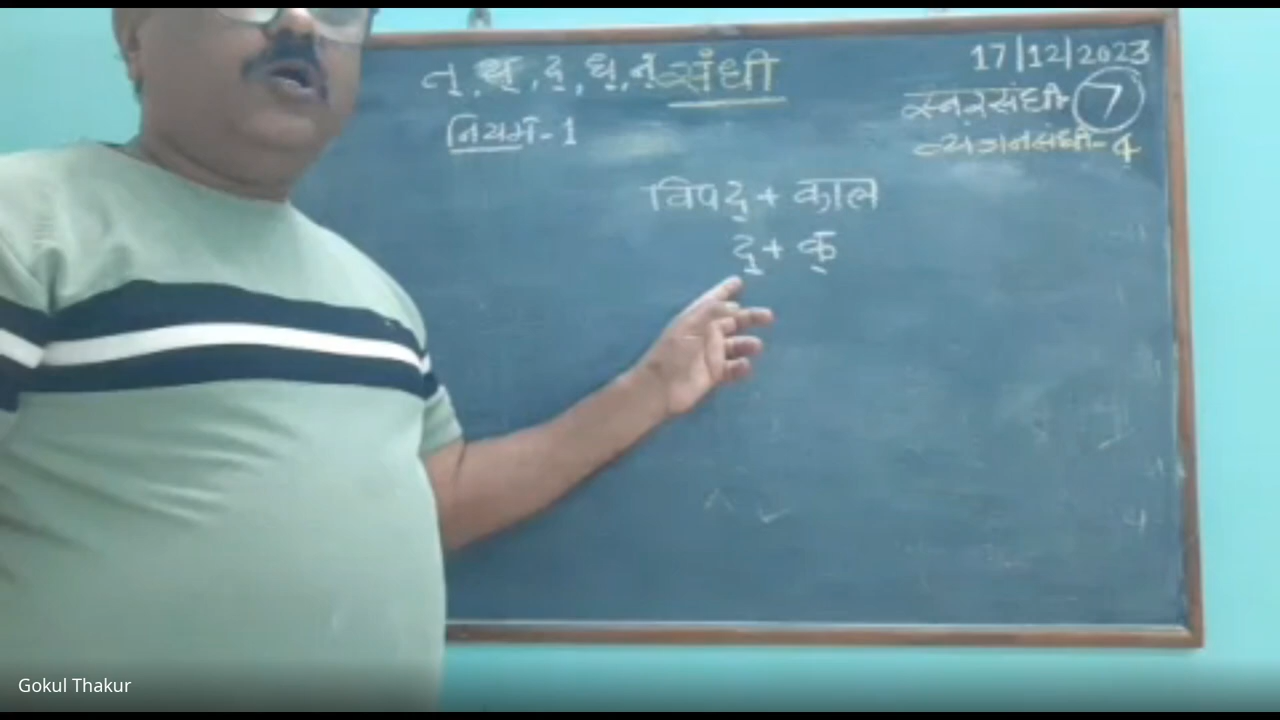 त्, थ्, द्, ध्, न् संधी
17/12/2023
नियम - 1
स्वरसंधी- 7
व्यंजनसंधी- 4
विपद् + काल
द् + क्
Gokul Thakur